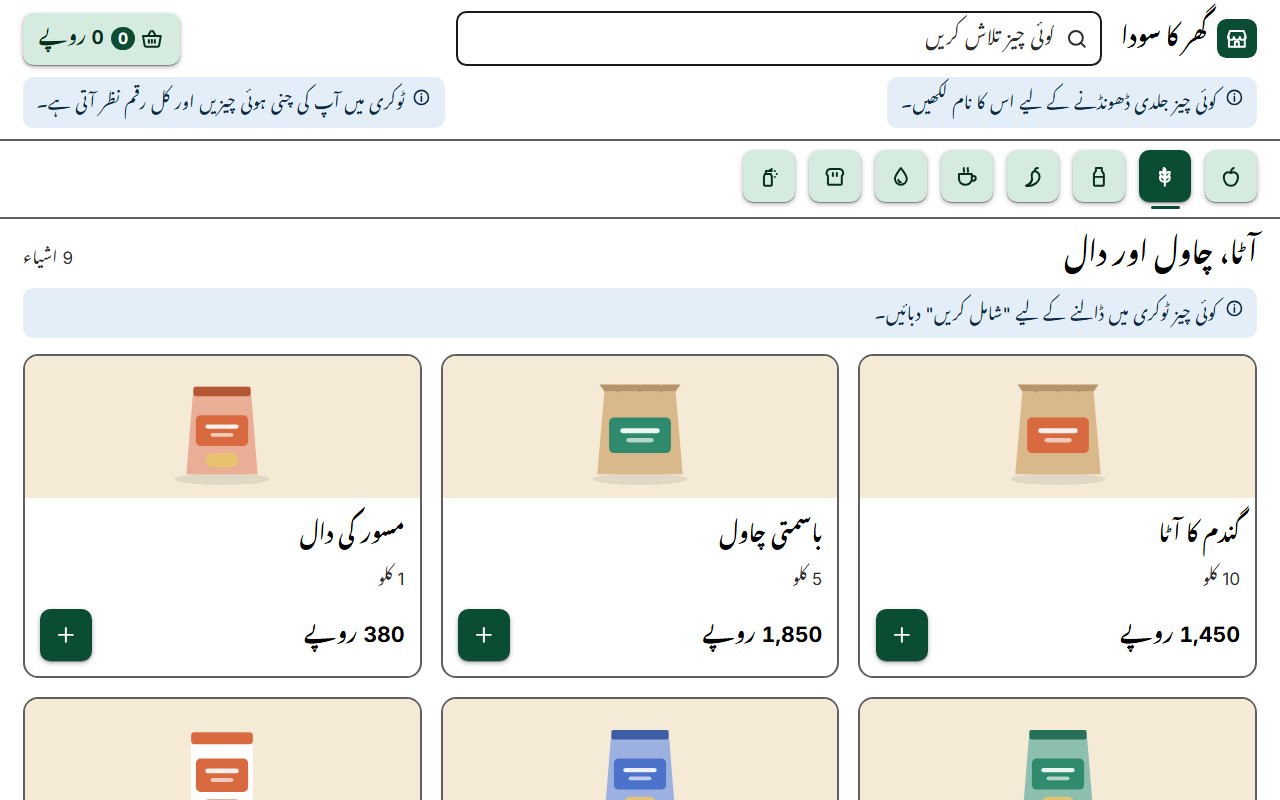 گھر کا سودا
کوئی چیز تلاش کریں
0 0 روپے
کوئی چیز جلدی ڈھونڈنے کے لیے اس کا نام لکھیں۔
ٹوکری میں آپ کی چنی ہوئی چیزیں اور کل رقم نظر آتی ہے۔
آٹا، چاول اور دال
9 اشیاء
کوئی چیز ٹوکری میں ڈالنے کے لیے "شامل کریں" دبائیں۔
گندم کا آٹا
10 کلو
1,450 روپے
باسمتی چاول
5 کلو
1,850 روپے
مسور کی دال
1 کلو
380 روپے